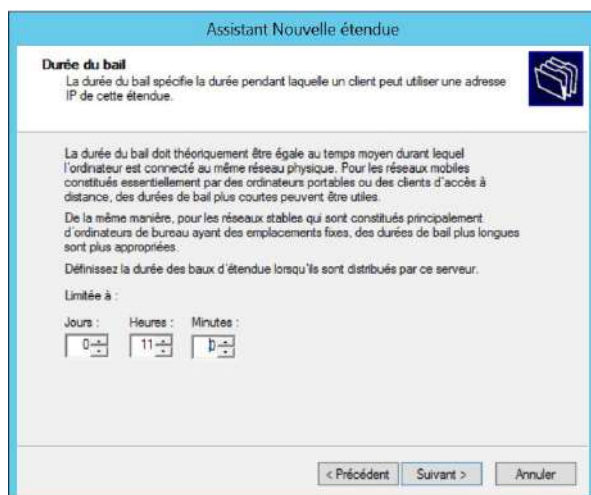 Assistant Nouvelle étendue
Durée du bail
La durée du bail spécifie la durée pendant laquelle un client peut utiliser une adresse
IP de cette étendue.
La durée du bail doit théoriquement être égale au temps moyen durant lequel
l'ordinateur est connecté au même réseau physique. Pour les réseaux mobiles
constitués essentiellement par des ordinateurs portables ou des clients d'accès à
distance, des durées de bail plus courtes peuvent être utiles.
De la même manière, pour les réseaux stables qui sont constitués principalement
d'ordinateurs de bureau ayant des emplacements fixes, des durées de bail plus longues
sont plus appropriées.
Définissez la durée des baux d'étendue lorsqu'ils sont distribués par ce serveur.
Limitée à :
Jours : Heures : Minutes :
0 11 0
< Précédent Suivant > Annuler